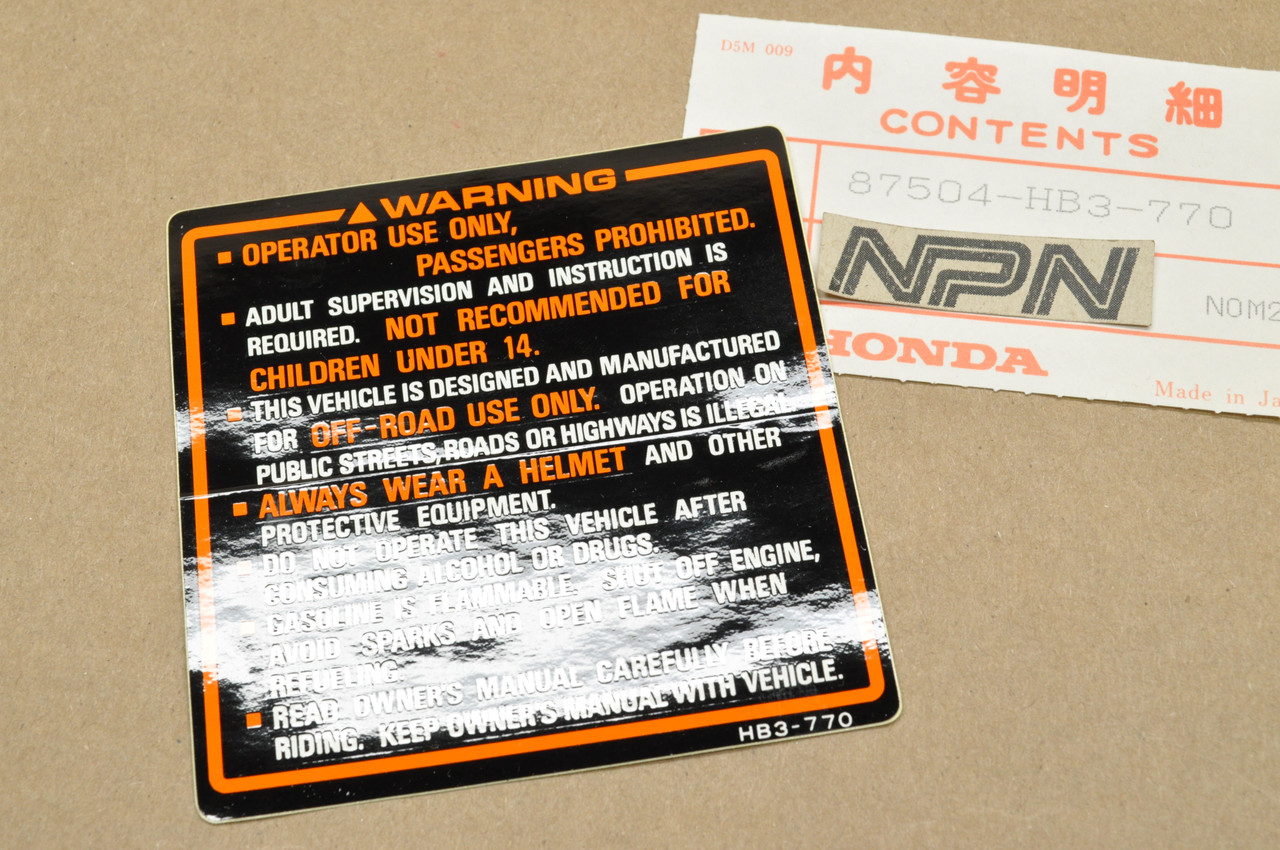 WARNING
▪ OPERATOR USE ONLY,
PASSENGERS PROHIBITED.
▪ ADULT SUPERVISION AND INSTRUCTION IS
REQUIRED. NOT RECOMMENDED FOR
CHILDREN UNDER 14.
▪ THIS VEHICLE IS DESIGNED AND MANUFACTURED
FOR OFF-ROAD USE ONLY. OPERATION ON
PUBLIC STREETS, ROADS OR HIGHWAYS IS ILLEGAL.
▪ ALWAYS WEAR A HELMET AND OTHER
PROTECTIVE EQUIPMENT.
▪ DO NOT OPERATE THIS VEHICLE AFTER
CONSUMING ALCOHOL OR DRUGS.
▪ GASOLINE IS FLAMMABLE. SHUT OFF ENGINE,
AVOID SPARKS AND OPEN FLAME WHEN
REFUELING.
▪ READ OWNER'S MANUAL CAREFULLY BEFORE
RIDING. KEEP OWNER'S MANUAL WITH VEHICLE.
HB3-770
D5M 009
内容明細
CONTENTS
87504-HB3-770
NPN
NOM2
HONDA
Made in Ja